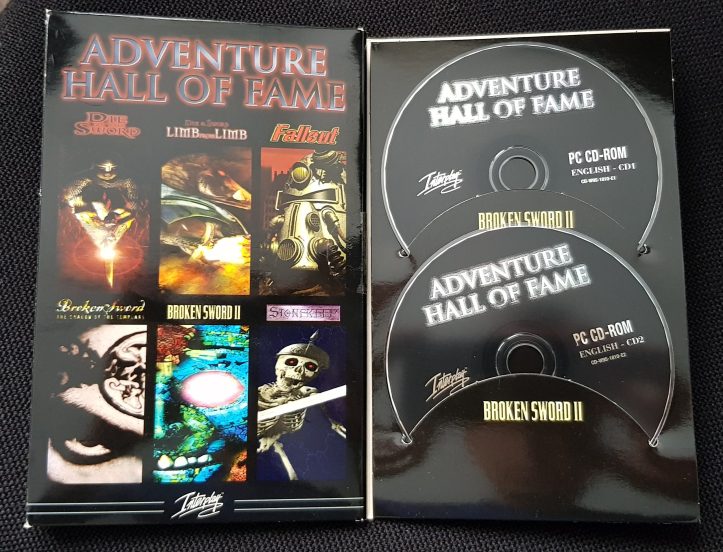 ADVENTURE
HALL OF FAME
DIE
BY THE
SWORD
DIE BY THE SWORD
LIMB FROM LIMB
Fallout
Broken Sword
THE SHADOW OF THE TEMPLARS
BROKEN SWORD II
STONEKEEP
Interplay
ADVENTURE
HALL OF FAME
Interplay
PC CD-ROM
ENGLISH - CD1
BROKEN SWORD II
ADVENTURE
HALL OF FAME
Interplay
PC CD-ROM
ENGLISH - CD2
BROKEN SWORD II